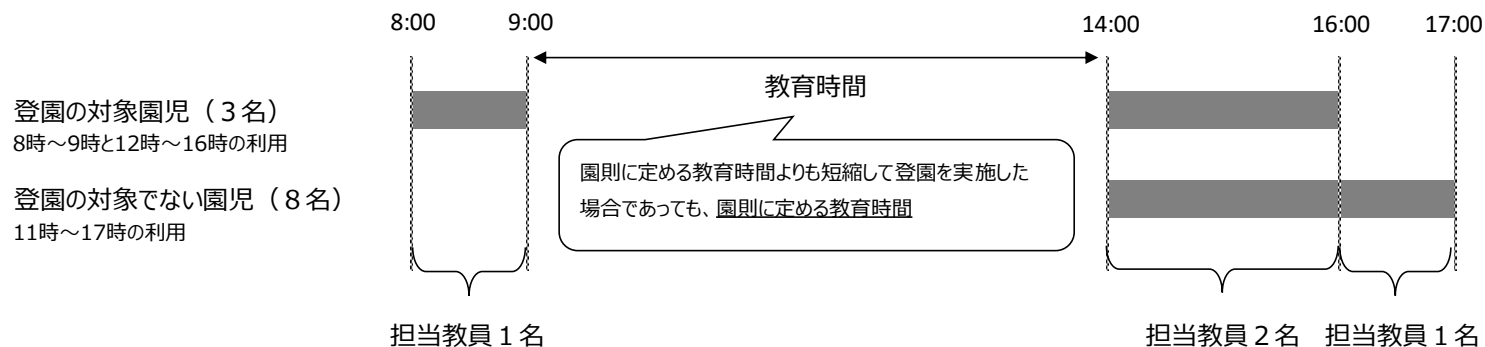 8:00 9:00 14:00 16:00 17:00
教育時間
登園の対象園児（３名）
8時～9時と12時～16時の利用
園則に定める教育時間よりも短縮して登園を実施した
場合であっても、園則に定める教育時間
登園の対象でない園児（８名）
11時～17時の利用
担当教員１名 担当教員２名 担当教員１名